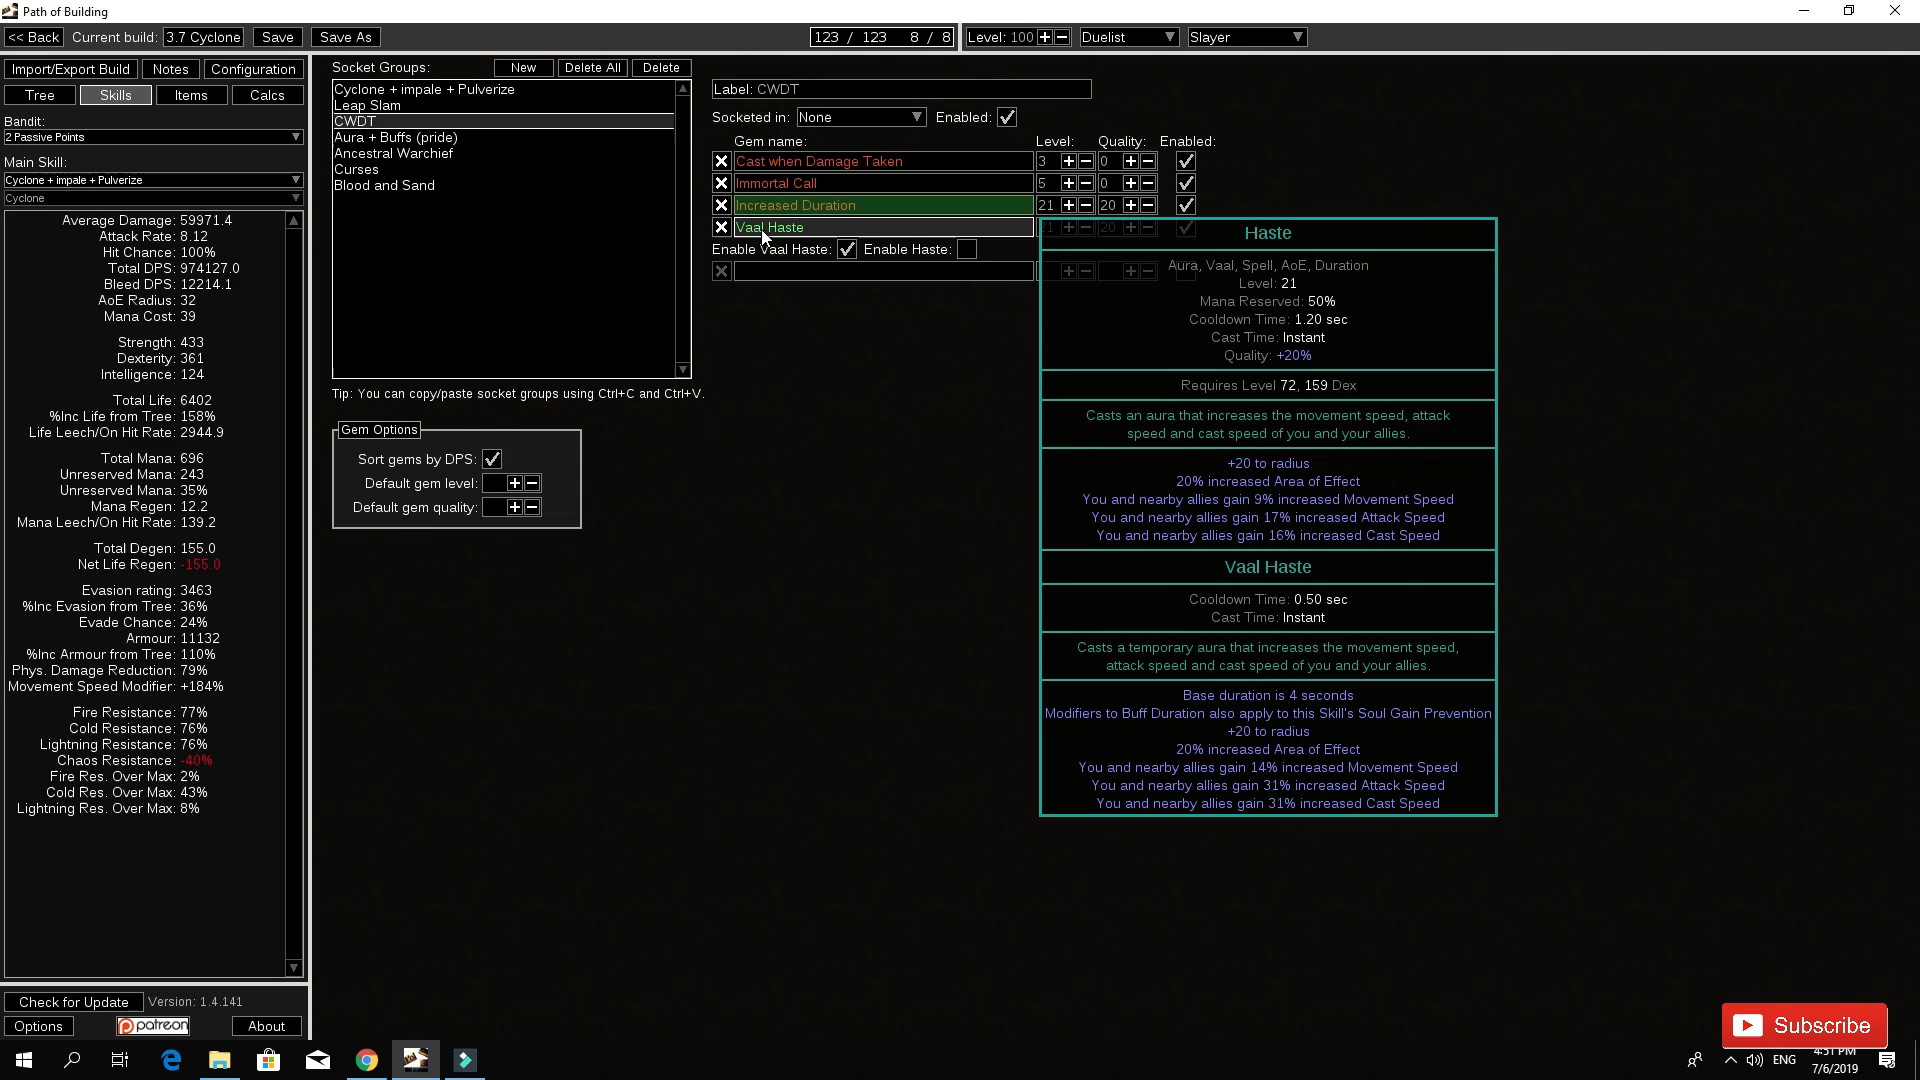 Path of Building
<< Back Current build: 3.7 Cyclone Save Save As 123 / 123 8 / 8 Level: 100 Duelist Slayer
Import/Export Build Notes Configuration
Tree Skills Items Calcs
Bandit:
2 Passive Points
Main Skill:
Cyclone + impale + Pulverize
Cyclone
Average Damage: 59971.4
Attack Rate: 8.12
Hit Chance: 100%
Total DPS: 974127.0
Bleed DPS: 12214.1
AoE Radius: 32
Mana Cost: 39
Strength: 433
Dexterity: 361
Intelligence: 124
Total Life: 6402
%Inc Life from Tree: 158%
Life Leech/On Hit Rate: 2944.9
Total Mana: 696
Unreserved Mana: 243
Unreserved Mana: 35%
Mana Regen: 12.2
Mana Leech/On Hit Rate: 139.2
Total Degen: 155.0
Net Life Regen: -155.0
Evasion rating: 3463
%Inc Evasion from Tree: 36%
Evade Chance: 24%
Armour: 11132
%Inc Armour from Tree: 110%
Phys. Damage Reduction: 79%
Movement Speed Modifier: +184%
Fire Resistance: 77%
Cold Resistance: 76%
Lightning Resistance: 76%
Chaos Resistance: -40%
Fire Res. Over Max: 2%
Cold Res. Over Max: 43%
Lightning Res. Over Max: 8%
Check for Update Version: 1.4.141
Options patreon About
Socket Groups: New Delete All Delete
Cyclone + impale + Pulverize
Leap Slam
CWDT
Aura + Buffs (pride)
Ancestral Warchief
Curses
Blood and Sand
Tip: You can copy/paste socket groups using Ctrl+C and Ctrl+V.
Gem Options
Sort gems by DPS:
Default gem level:
Default gem quality:
Label: CWDT
Socketed in: None Enabled:
Gem name: Level: Quality: Enabled:
Cast when Damage Taken 3 0
Immortal Call 5 0
Increased Duration 21 20
Vaal Haste 21 20
Enable Vaal Haste: Enable Haste:
Haste
Aura, Vaal, Spell, AoE, Duration
Level: 21
Mana Reserved: 50%
Cooldown Time: 1.20 sec
Cast Time: Instant
Quality: +20%
Requires Level 72, 159 Dex
Casts an aura that increases the movement speed, attack
speed and cast speed of you and your allies.
+20 to radius
20% increased Area of Effect
You and nearby allies gain 9% increased Movement Speed
You and nearby allies gain 17% increased Attack Speed
You and nearby allies gain 16% increased Cast Speed
Vaal Haste
Cooldown Time: 0.50 sec
Cast Time: Instant
Casts a temporary aura that increases the movement speed,
attack speed and cast speed of you and your allies.
Base duration is 4 seconds
Modifiers to Buff Duration also apply to this Skill's Soul Gain Prevention
+20 to radius
20% increased Area of Effect
You and nearby allies gain 14% increased Movement Speed
You and nearby allies gain 31% increased Attack Speed
You and nearby allies gain 31% increased Cast Speed
Subscribe
ENG
4:51 PM
7/6/2019